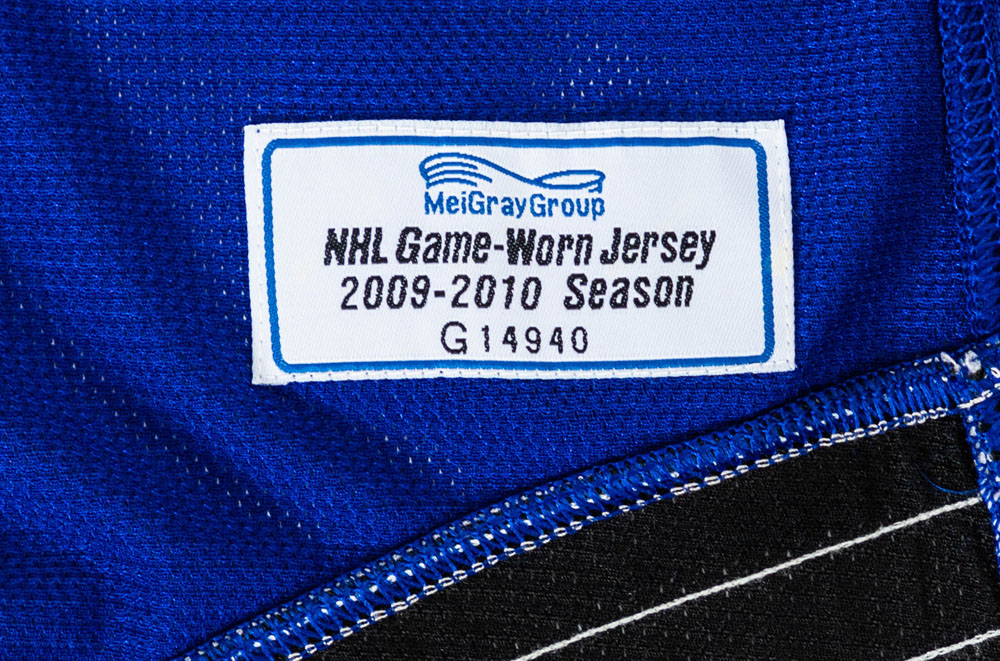 MeiGrayGroup
NHL Game-Worn Jersey
2009-2010 Season
G14940